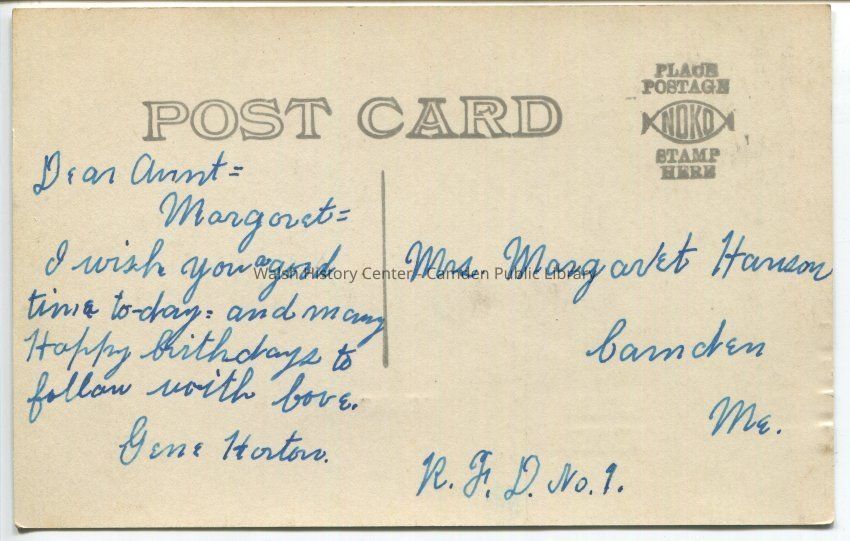 POST CARD
PLACE
POSTAGE
NOKO
STAMP
HERE
Dear Aunt=
Margaret=
I wish you a good
time to-day= and many
Happy birthdays to
follow with love.
Gene Horton.
Mrs. Margaret Hanson
Camden
Me.
R. F. D. No. 1.
Walsh History Center - Camden Public Library